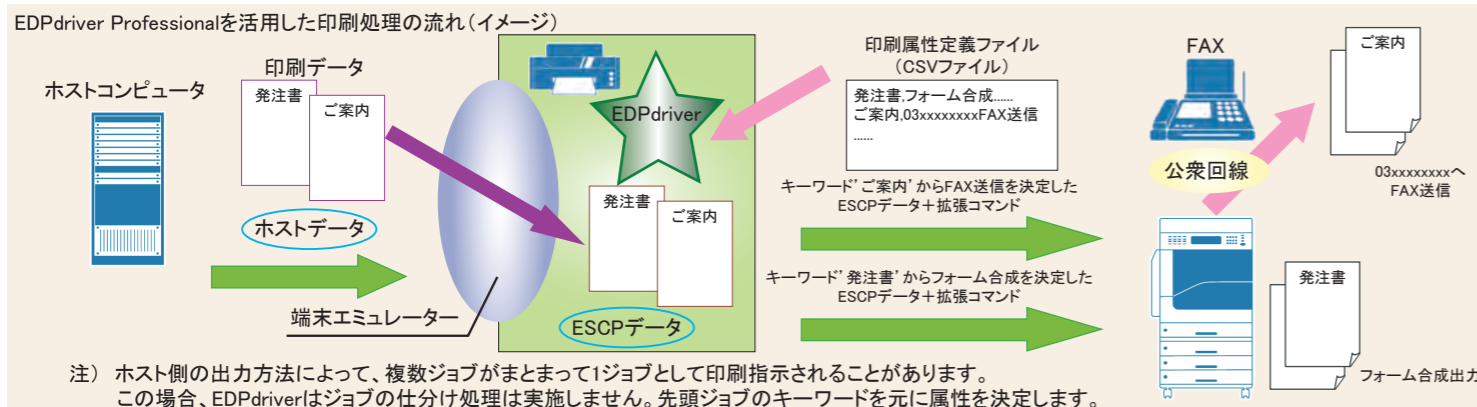 EDPdriver Professionalを活用した印刷処理の流れ(イメージ)
ホストコンピュータ
印刷データ
発注書
ご案内
ホストデータ
端末エミュレーター
EDPdriver
発注書
ご案内
ESCPデータ
印刷属性定義ファイル
(CSVファイル)
発注書,フォーム合成......
ご案内,03xxxxxxxxFAX送信
......
キーワード’ご案内’からFAX送信を決定した
ESCPデータ+拡張コマンド
キーワード’発注書’からフォーム合成を決定した
ESCPデータ+拡張コマンド
FAX
公衆回線
ご案内
03xxxxxxxxへ
FAX送信
発注書
フォーム合成出力
注) ホスト側の出力方法によって、複数ジョブがまとまって1ジョブとして印刷指示されることがあります。
この場合、EDPdriverはジョブの仕分け処理は実施しません。先頭ジョブのキーワードを元に属性を決定します。